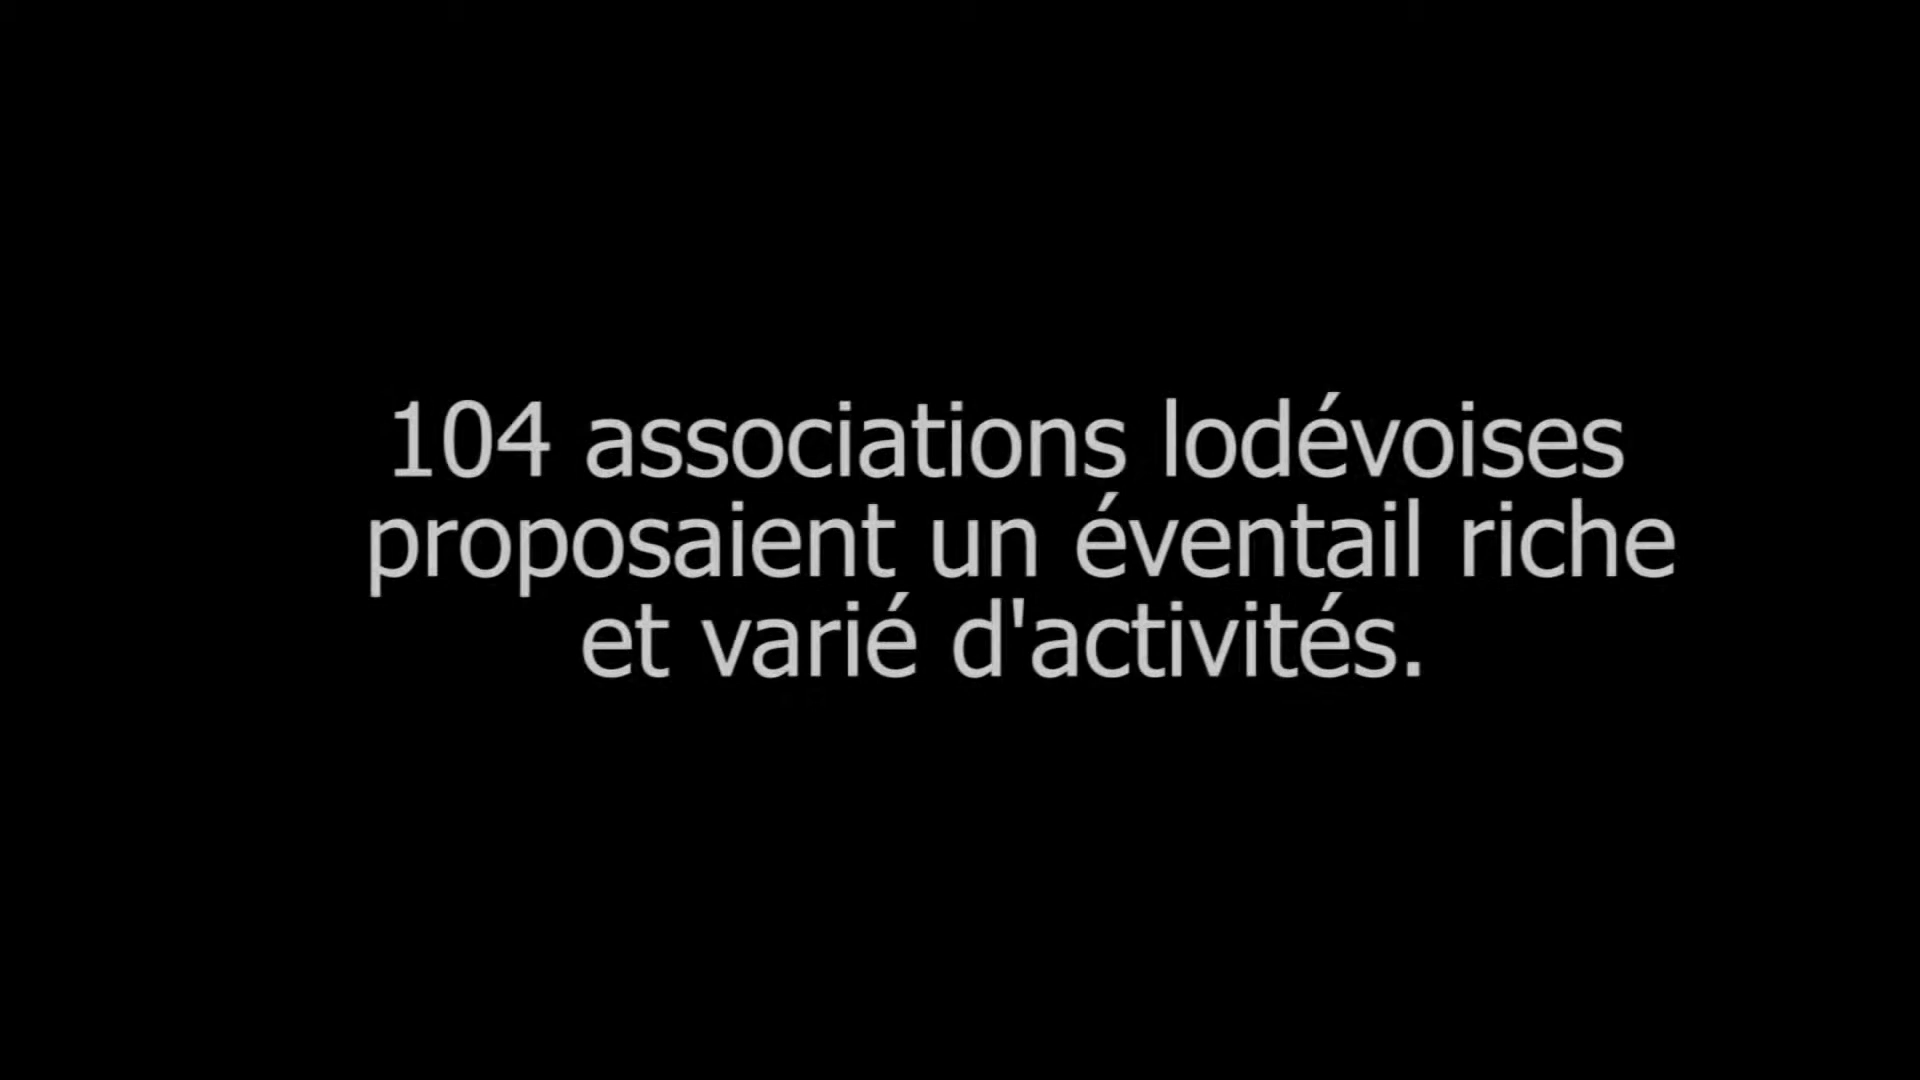 104 associations lodévoises
proposaient un éventail riche
et varié d'activités.